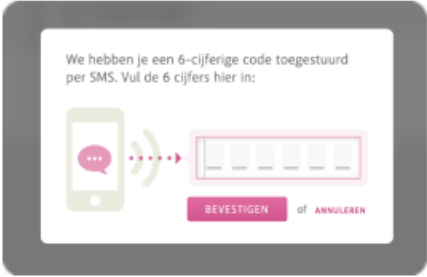 We hebben je een 6-cijferige code toegestuurd
per SMS. Vul de 6 cijfers hier in:
BEVESTIGEN of ANNULEREN